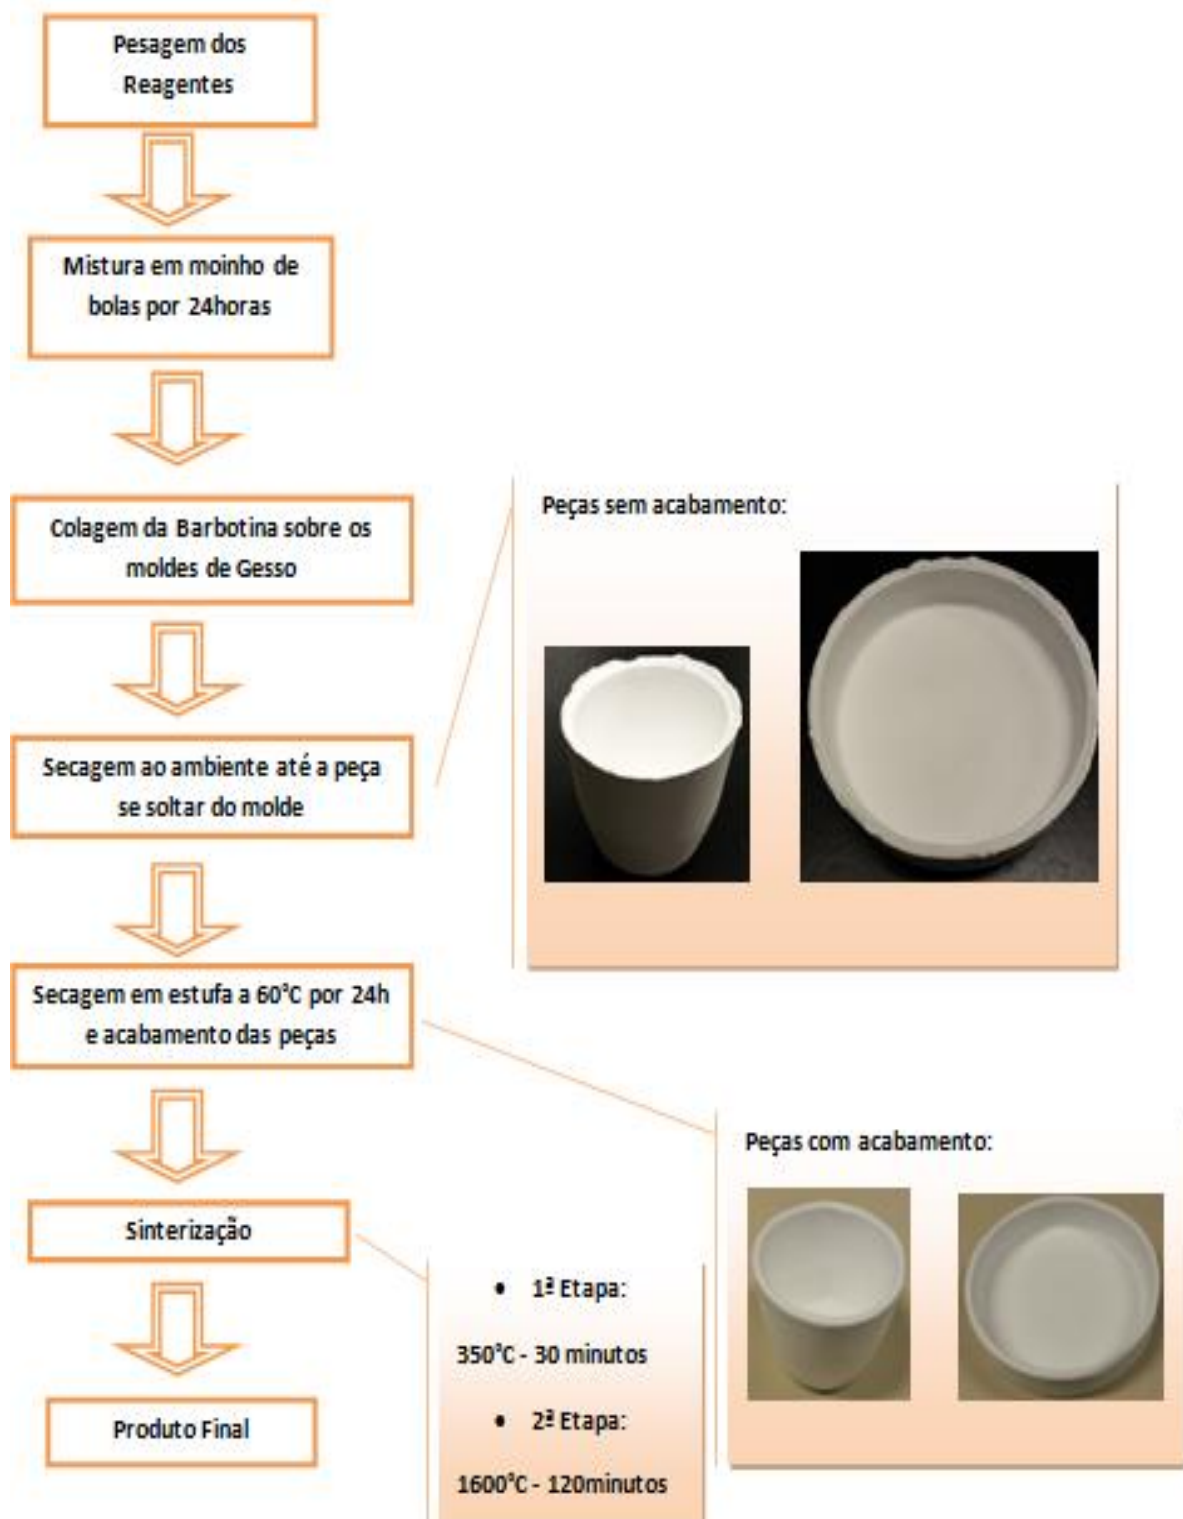 Pesagem dos
Reagentes
Mistura em moinho de
bolas por 24horas
Colagem da Barbotina sobre os
moldes de Gesso
Peças sem acabamento:
Secagem ao ambiente até a peça
se soltar do molde
Secagem em estufa a 60°C por 24h
e acabamento das peças
Peças com acabamento:
Sinterização
• 1ª Etapa:
350°C - 30 minutos
• 2ª Etapa:
1600°C - 120minutos
Produto Final